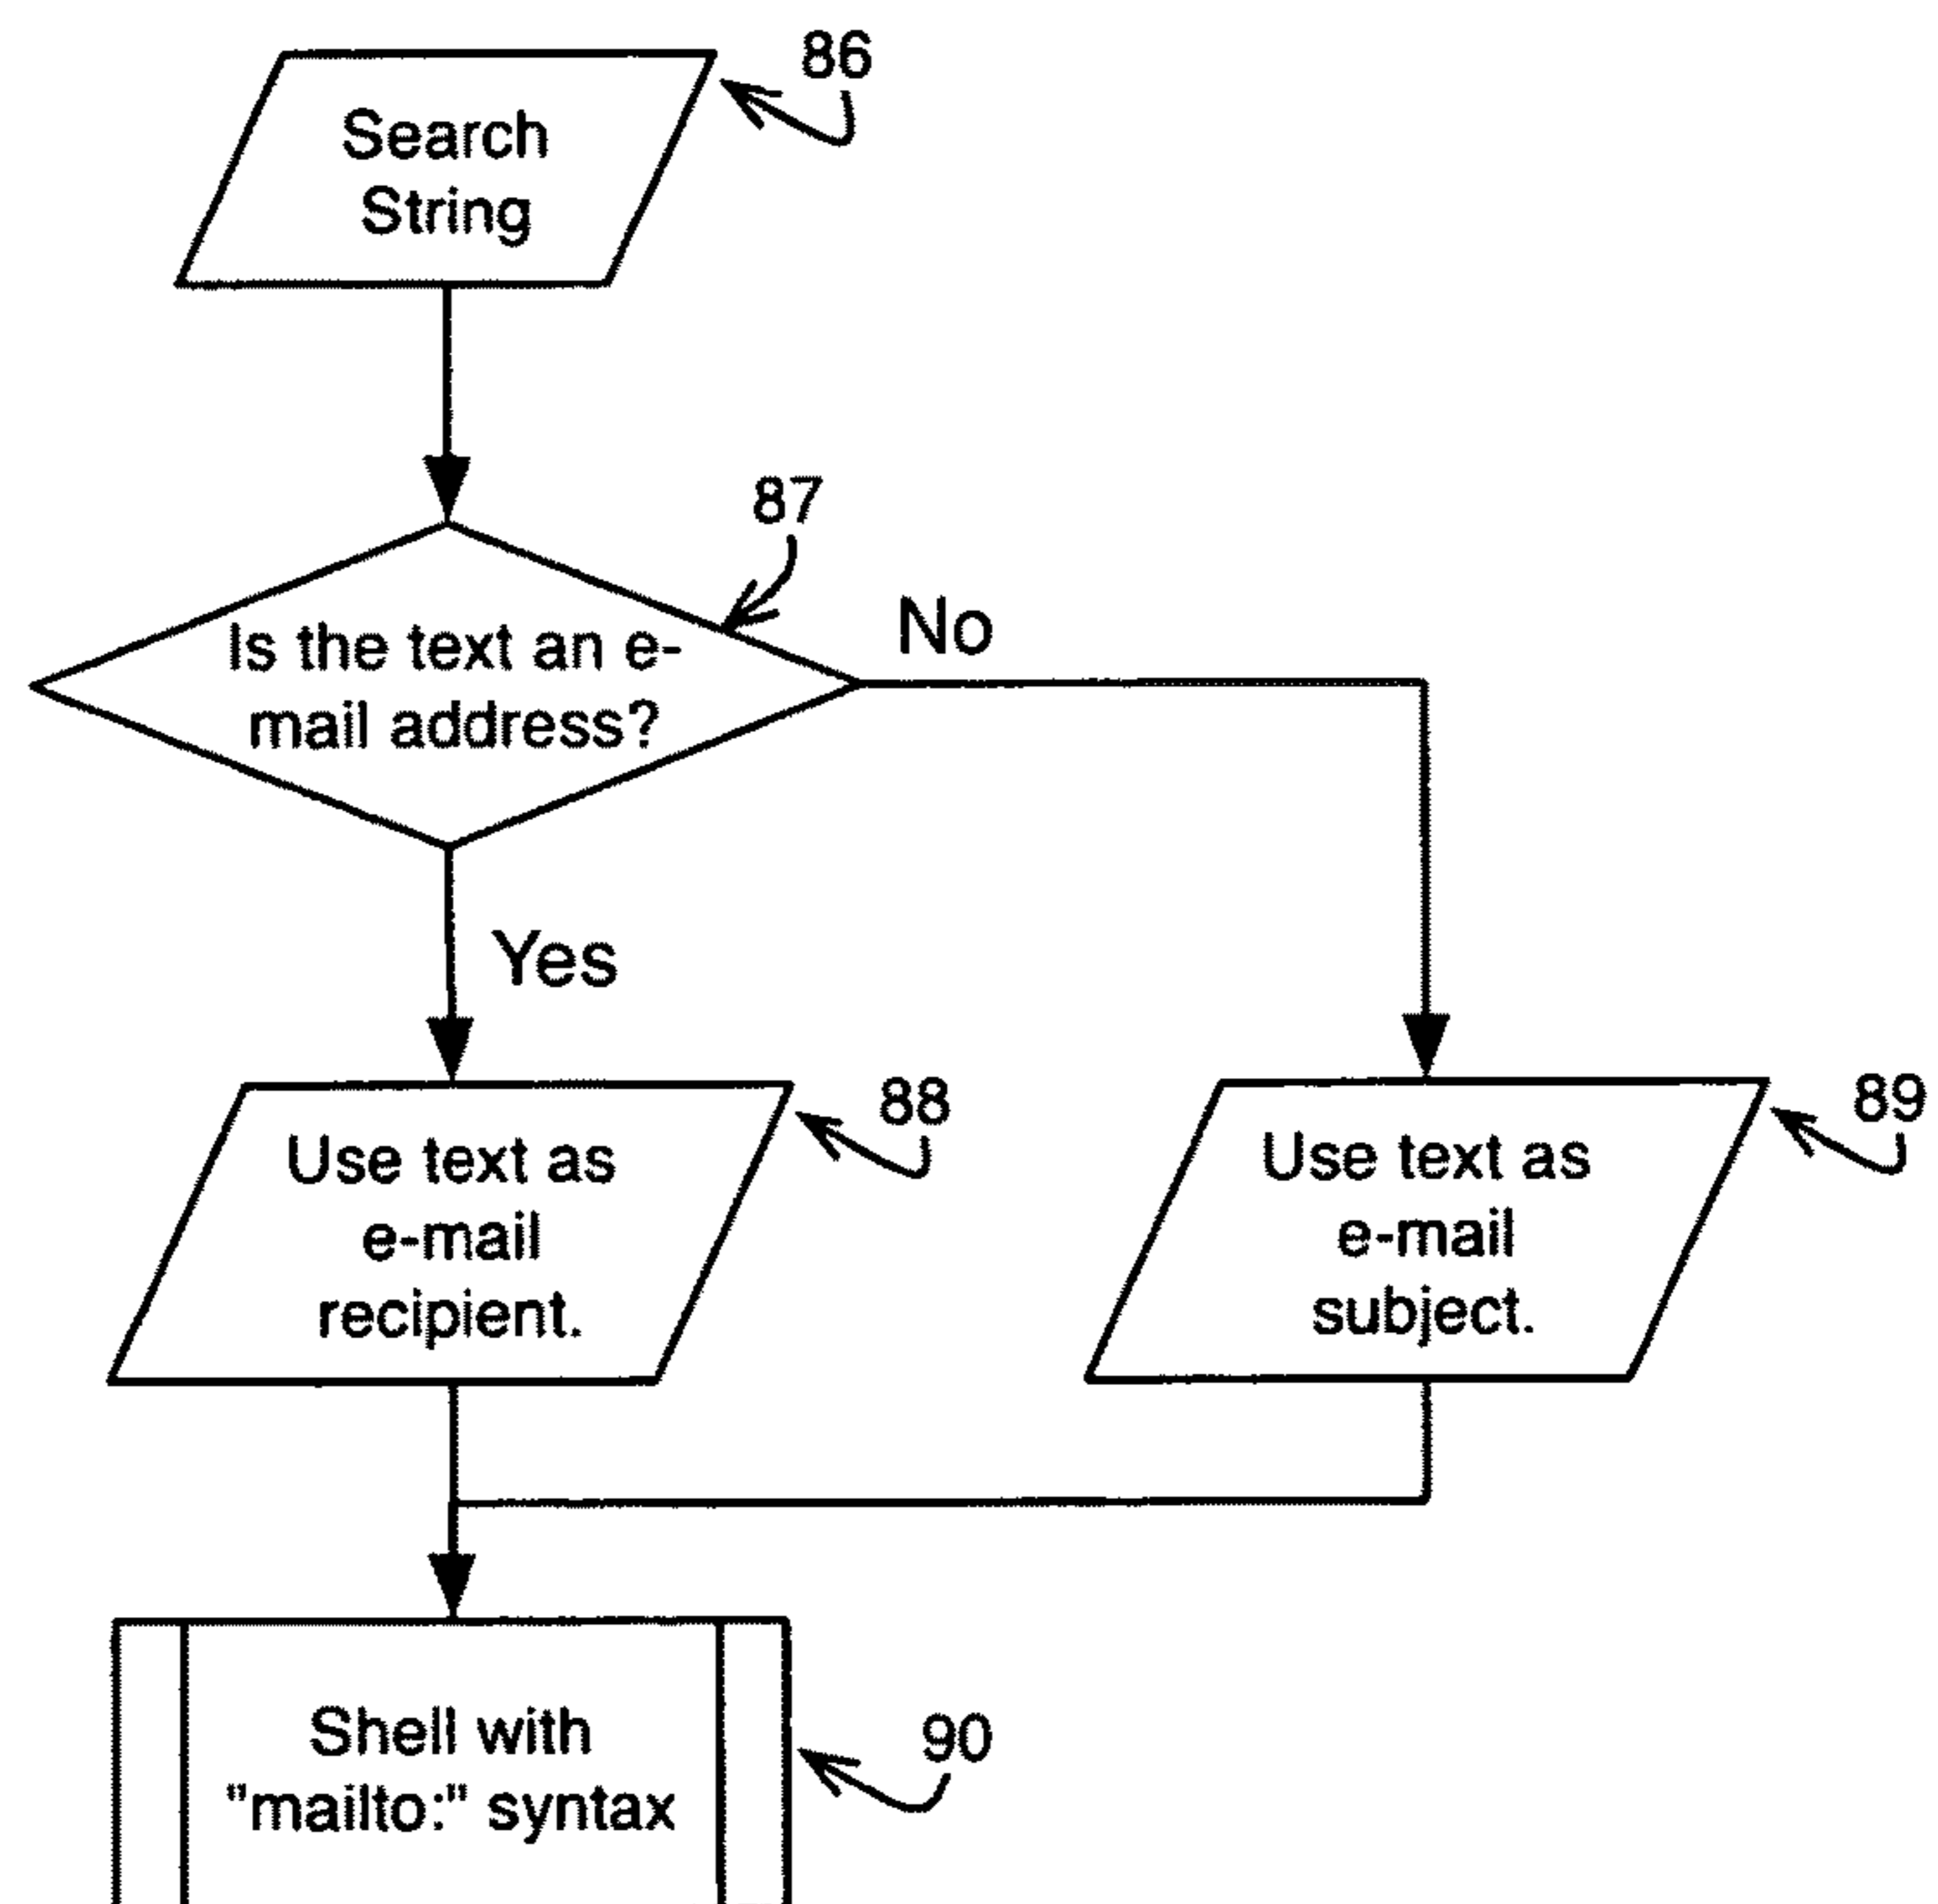 86
Search
String
87
Is the text an e-
mail address?
No
Yes
88
Use text as
e-mail
recipient.
89
Use text as
e-mail
subject.
90
Shell with
"mailto:" syntax